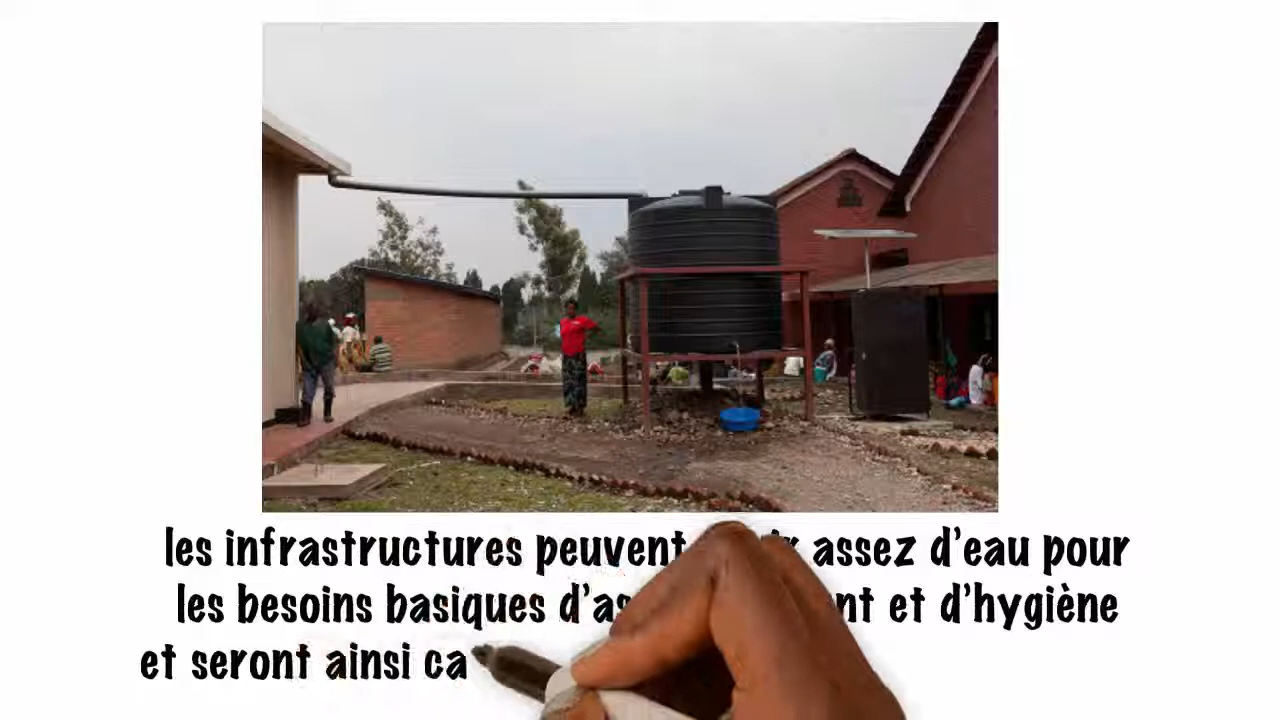 les infrastructures peuvent assez d'eau pour
les besoins basiques d'as nt et d'hygiène
et seront ainsi ca